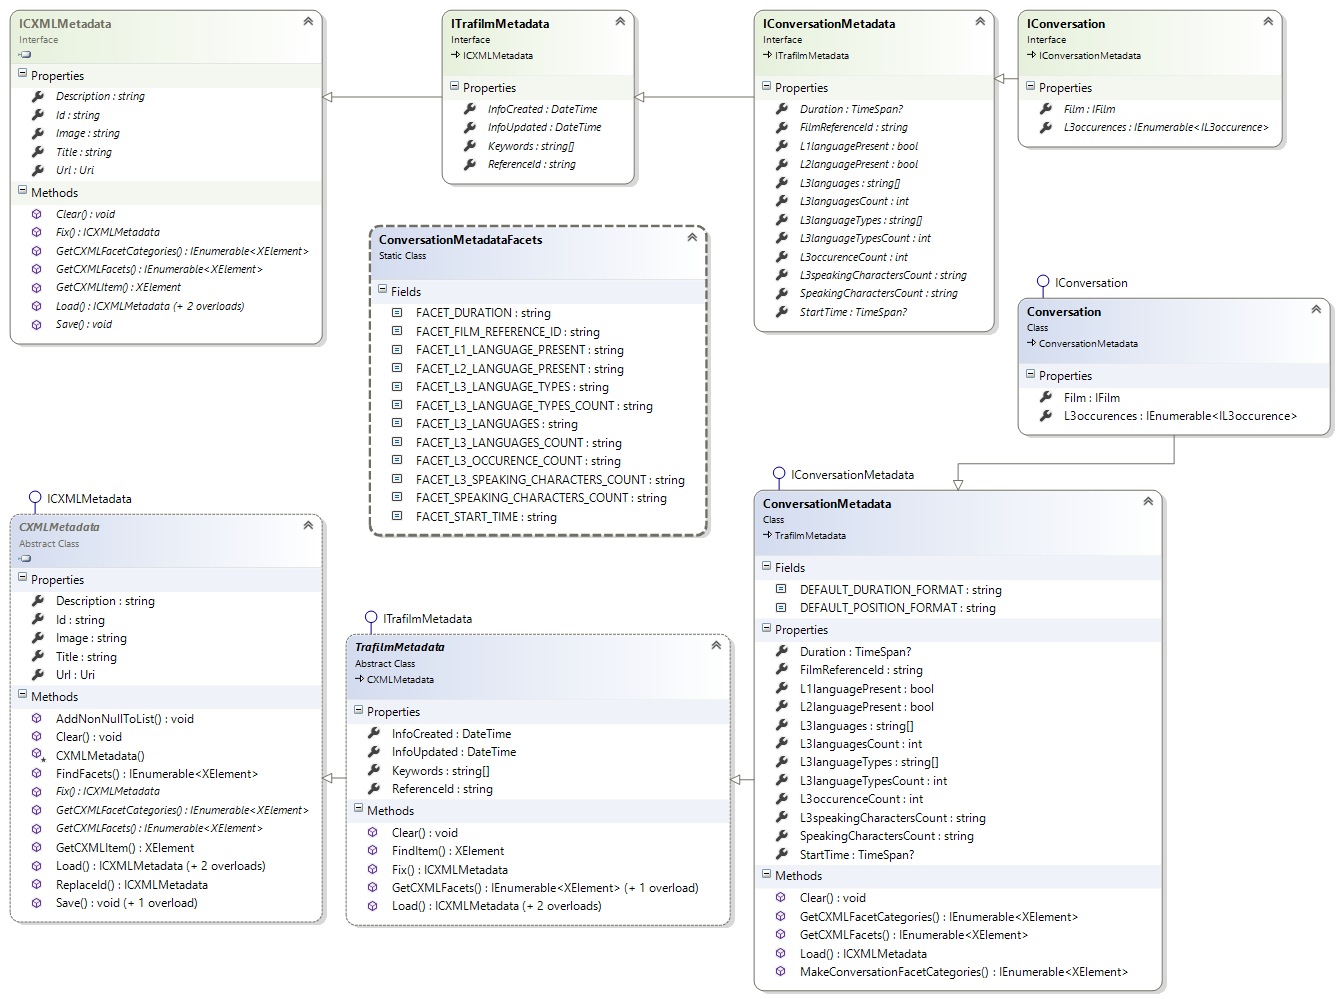 ICXMLMetadata
Interface
Properties
Description : string
Id : string
Image : string
Title : string
Url : Uri
Methods
Clear() : void
Fix() : ICXMLMetadata
GetCXMLFacetCategories() : IEnumerable<XElement>
GetCXMLFacets() : IEnumerable<XElement>
GetCXMLItem() : XElement
Load() : ICXMLMetadata (+ 2 overloads)
Save() : void
ITrafilmMetadata
Interface
ICXMLMetadata
Properties
InfoCreated : DateTime
InfoUpdated : DateTime
Keywords : string[]
ReferenceId : string
IConversationMetadata
Interface
ITrafilmMetadata
Properties
Duration : TimeSpan?
FilmReferenceId : string
L1languagePresent : bool
L2languagePresent : bool
L3languages : string[]
L3languagesCount : int
L3languageTypes : string[]
L3languageTypesCount : int
L3occurenceCount : int
L3speakingCharactersCount : string
SpeakingCharactersCount : string
StartTime : TimeSpan?
IConversation
Interface
IConversationMetadata
Properties
Film : IFilm
L3occurences : IEnumerable<IL3occurence>
ConversationMetadataFacets
Static Class
Fields
FACET_DURATION : string
FACET_FILM_REFERENCE_ID : string
FACET_L1_LANGUAGE_PRESENT : string
FACET_L2_LANGUAGE_PRESENT : string
FACET_L3_LANGUAGE_TYPES : string
FACET_L3_LANGUAGE_TYPES_COUNT : string
FACET_L3_LANGUAGES : string
FACET_L3_LANGUAGES_COUNT : string
FACET_L3_OCCURENCE_COUNT : string
FACET_L3_SPEAKING_CHARACTERS_COUNT : string
FACET_SPEAKING_CHARACTERS_COUNT : string
FACET_START_TIME : string
IConversation
Conversation
Class
ConversationMetadata
Properties
Film : IFilm
L3occurences : IEnumerable<IL3occurence>
ICXMLMetadata
CXMLMetadata
Abstract Class
Properties
Description : string
Id : string
Image : string
Title : string
Url : Uri
Methods
AddNonNullToList() : void
Clear() : void
CXMLMetadata()
FindFacets() : IEnumerable<XElement>
Fix() : ICXMLMetadata
GetCXMLFacetCategories() : IEnumerable<XElement>
GetCXMLFacets() : IEnumerable<XElement>
GetCXMLItem() : XElement
Load() : ICXMLMetadata (+ 2 overloads)
ReplaceId() : ICXMLMetadata
Save() : void (+ 1 overload)
ITrafilmMetadata
TrafilmMetadata
Abstract Class
CXMLMetadata
Properties
InfoCreated : DateTime
InfoUpdated : DateTime
Keywords : string[]
ReferenceId : string
Methods
Clear() : void
FindItem() : XElement
Fix() : ICXMLMetadata
GetCXMLFacets() : IEnumerable<XElement> (+ 1 overload)
Load() : ICXMLMetadata (+ 2 overloads)
IConversationMetadata
ConversationMetadata
Class
TrafilmMetadata
Fields
DEFAULT_DURATION_FORMAT : string
DEFAULT_POSITION_FORMAT : string
Properties
Duration : TimeSpan?
FilmReferenceId : string
L1languagePresent : bool
L2languagePresent : bool
L3languages : string[]
L3languagesCount : int
L3languageTypes : string[]
L3languageTypesCount : int
L3occurenceCount : int
L3speakingCharactersCount : string
SpeakingCharactersCount : string
StartTime : TimeSpan?
Methods
Clear() : void
GetCXMLFacetCategories() : IEnumerable<XElement>
GetCXMLFacets() : IEnumerable<XElement>
Load() : ICXMLMetadata
MakeConversationFacetCategories() : IEnumerable<XElement>